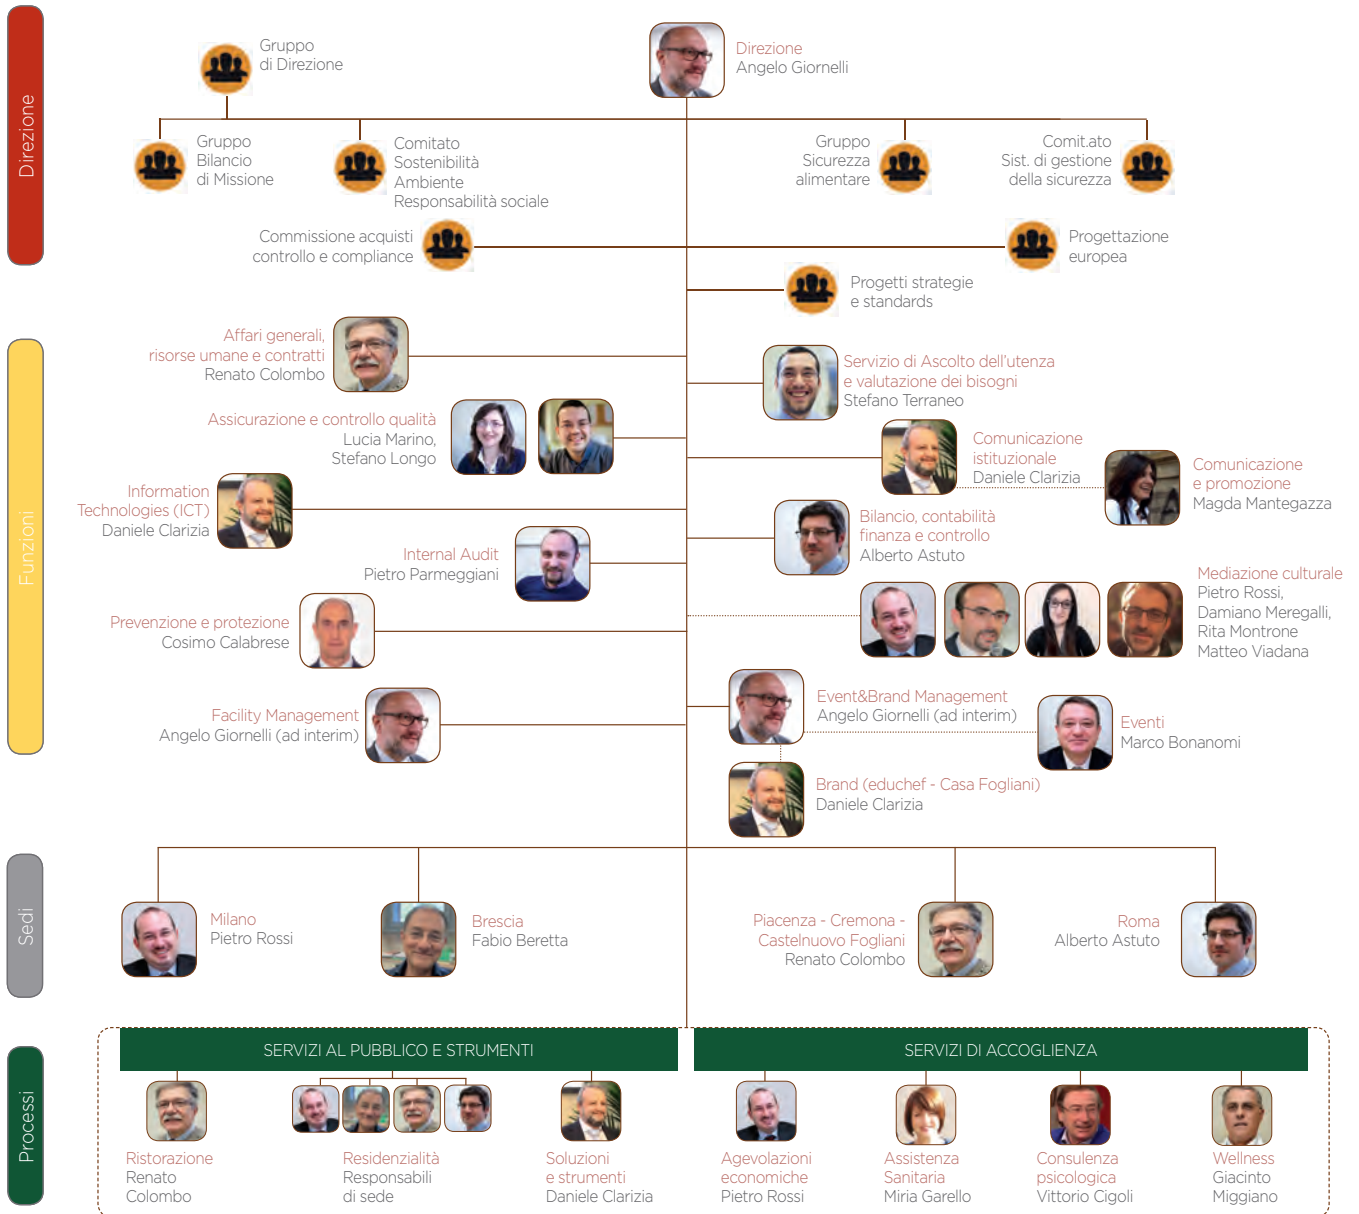 Direzione
Gruppo
di Direzione
Direzione
Angelo Giornelli
Gruppo
Bilancio
di Missione
Comitato
Sostenibilità
Ambiente
Responsabilità sociale
Gruppo
Sicurezza
alimentare
Comit.ato
Sist. di gestione
della sicurezza
Commissione acquisti
controllo e compliance
Progettazione
europea
Progetti strategie
e standards
Funzioni
Affari generali,
risorse umane e contratti
Renato Colombo
Servizio di Ascolto dell'utenza
e valutazione dei bisogni
Stefano Terraneo
Assicurazione e controllo qualità
Lucia Marino,
Stefano Longo
Comunicazione
istituzionale
Daniele Clarizia
Comunicazione
e promozione
Magda Mantegazza
Information
Technologies (ICT)
Daniele Clarizia
Bilancio, contabilità
finanza e controllo
Alberto Astuto
Internal Audit
Pietro Parmeggiani
Mediazione culturale
Pietro Rossi,
Damiano Meregalli,
Rita Montrone
Matteo Viadana
Prevenzione e protezione
Cosimo Calabrese
Facility Management
Angelo Giornelli (ad interim)
Event&Brand Management
Angelo Giornelli (ad interim)
Eventi
Marco Bonanomi
Brand (educhef - Casa Fogliani)
Daniele Clarizia
Sedi
Milano
Pietro Rossi
Brescia
Fabio Beretta
Piacenza - Cremona -
Castelnuovo Fogliani
Renato Colombo
Roma
Alberto Astuto
Processi
SERVIZI AL PUBBLICO E STRUMENTI
SERVIZI DI ACCOGLIENZA
Ristorazione
Renato
Colombo
Residenzialità
Responsabili
di sede
Soluzioni
e strumenti
Daniele Clarizia
Agevolazioni
economiche
Pietro Rossi
Assistenza
Sanitaria
Miria Garello
Consulenza
psicologica
Vittorio Cigoli
Wellness
Giacinto
Miggiano